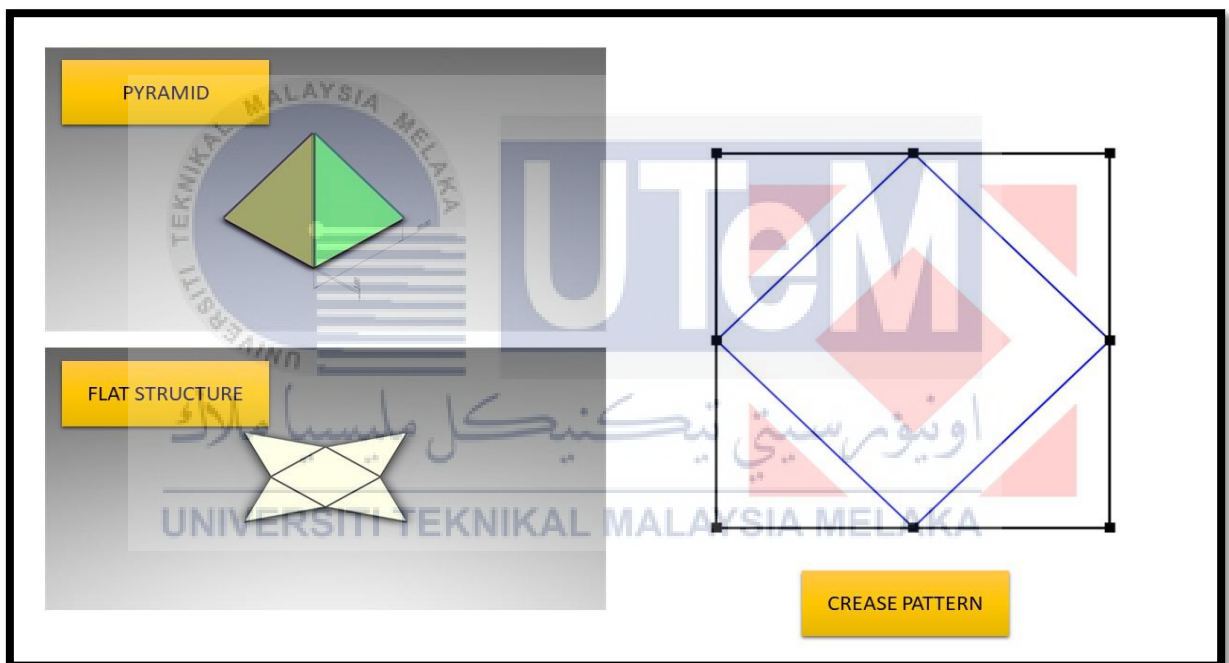 PYRAMID
UNIVERSITI TEKNIKAL MALAYSIA MELAKA
UTeM
FLAT STRUCTURE
اونيۏرسيتي تيكنيكل مليسيا ملاك
UNIVERSITI TEKNIKAL MALAYSIA MELAKA
CREASE PATTERN